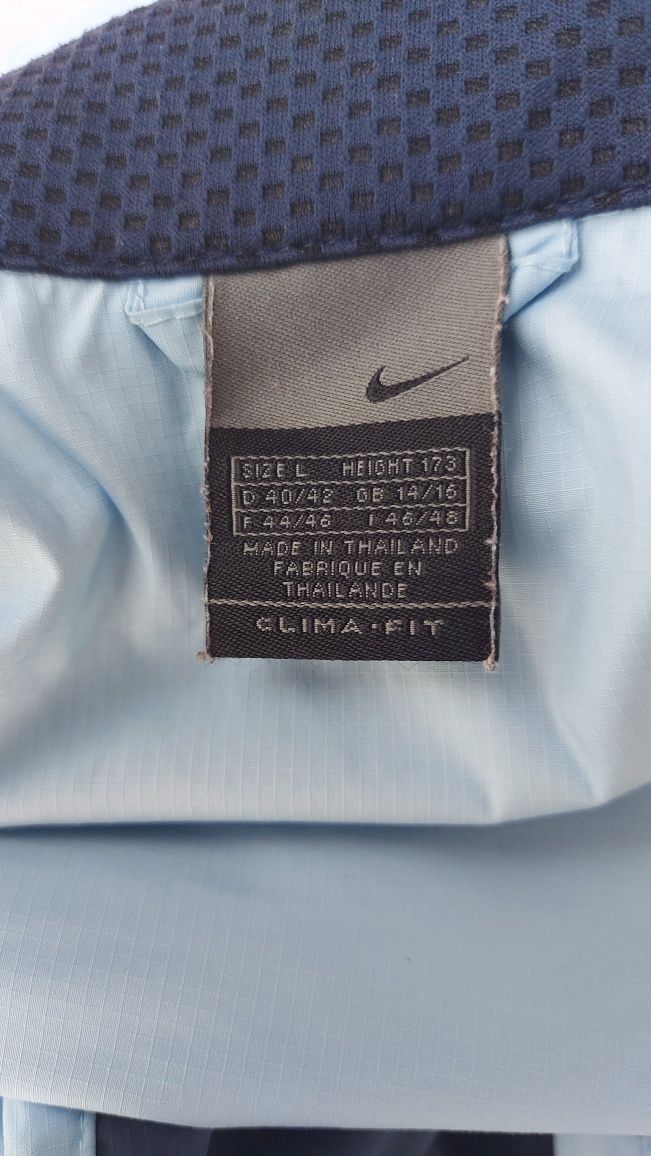 SIZE L HEIGHT 173
D 40/42 GB 14/16
F 44/46 I 46/48
MADE IN THAILAND
FABRIQUE EN
THAILANDE
CLIMA•FIT